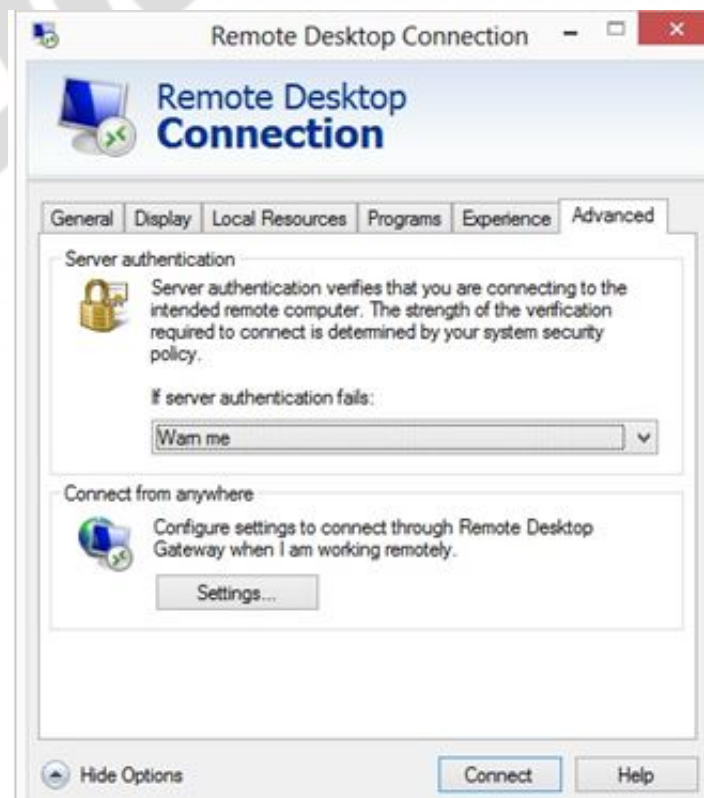 Remote Desktop Connection
Remote Desktop
Connection
General Display Local Resources Programs Experience Advanced
Server authentication
Server authentication verifies that you are connecting to the
intended remote computer. The strength of the verification
required to connect is determined by your system security
policy.
If server authentication fails:
Warn me
Connect from anywhere
Configure settings to connect through Remote Desktop
Gateway when I am working remotely.
Settings...
Hide Options Connect Help